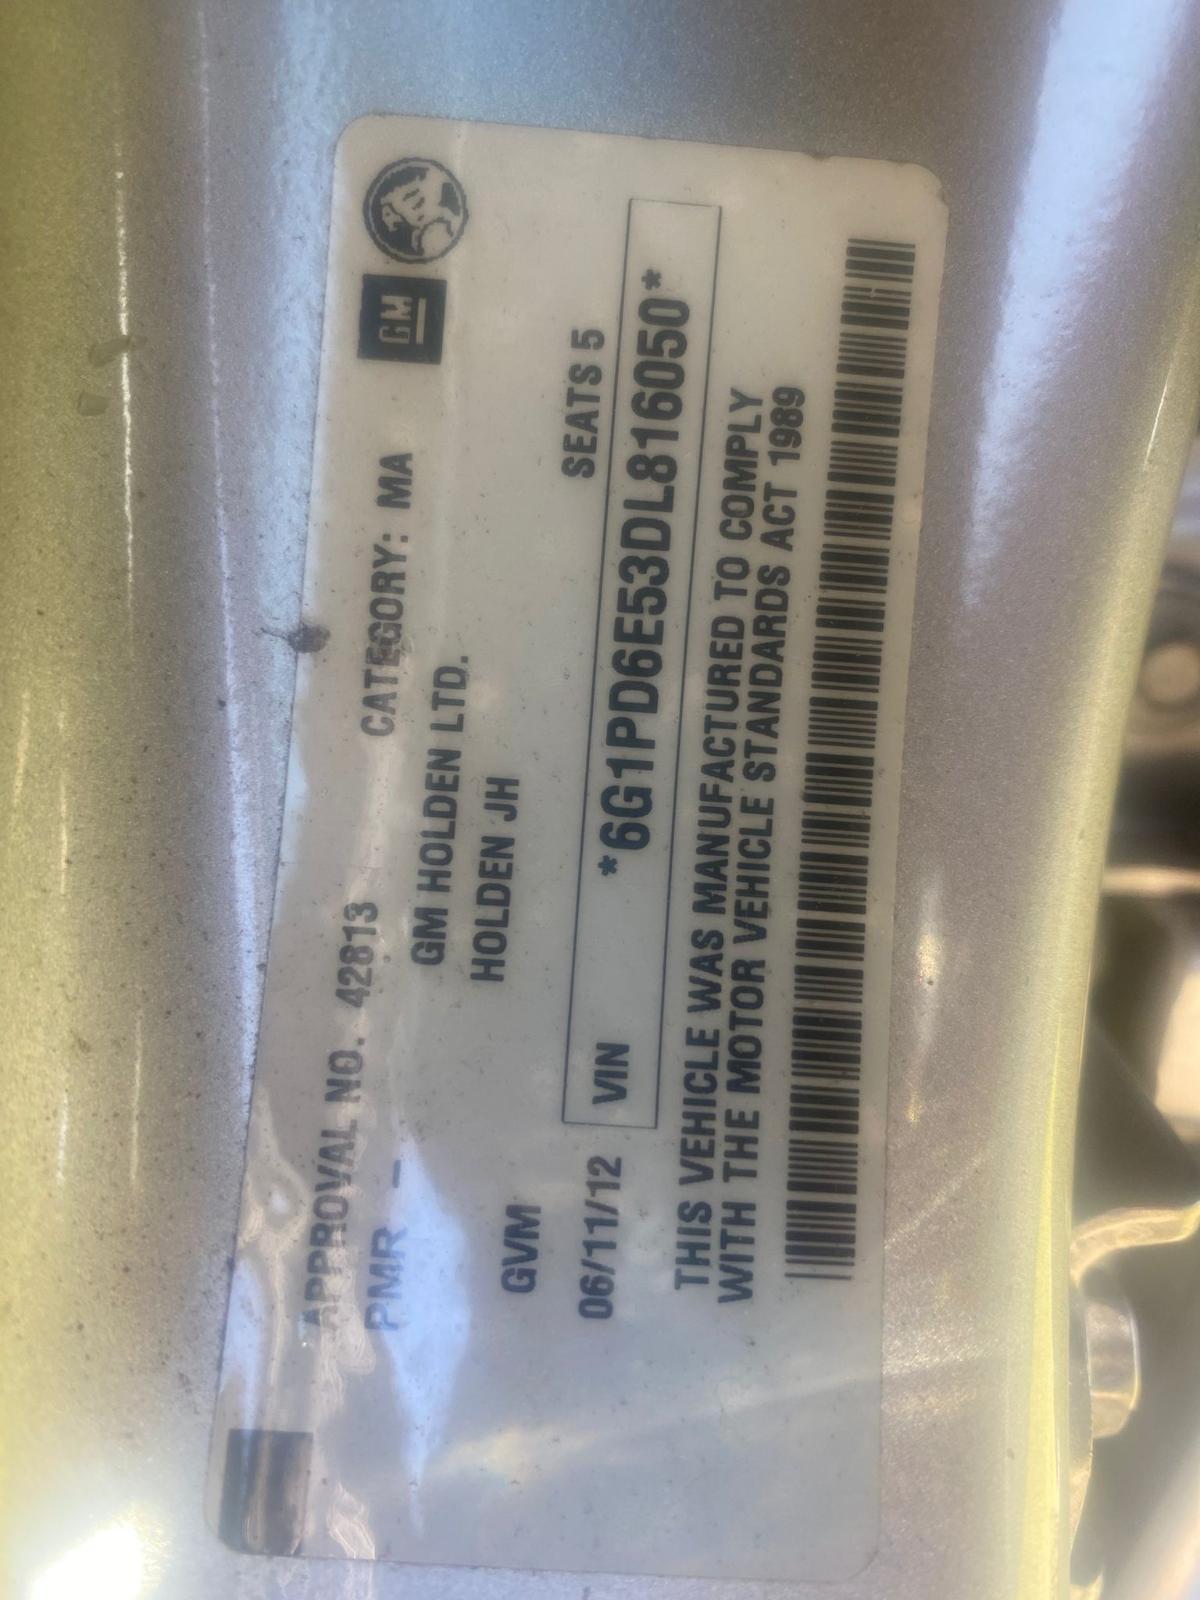 APPROVAL NO. 42813 CATEGORY: MA
PMR –
GM
GM HOLDEN LTD.
HOLDEN JH
GVM
SEATS 5
06/11/12 VIN *6G1PD6E53DL816050*
THIS VEHICLE WAS MANUFACTURED TO COMPLY
WITH THE MOTOR VEHICLE STANDARDS ACT 1989